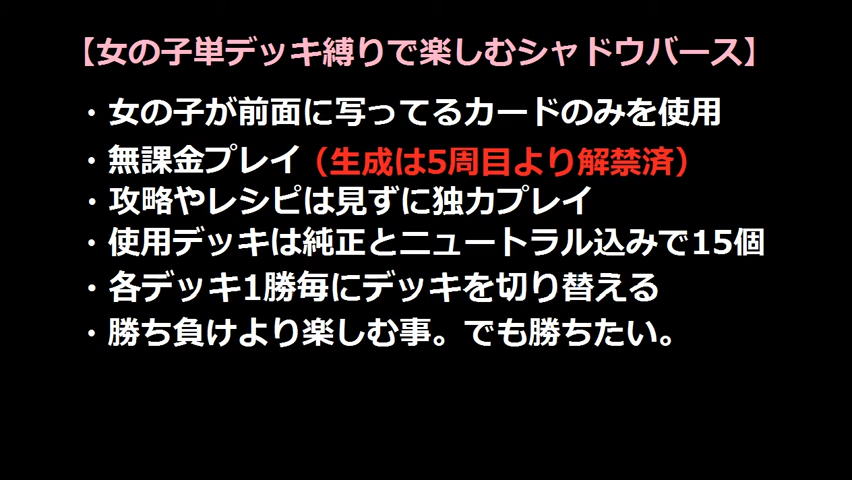 【女の子単デッキ縛りで楽しむシャドウバース】
・女の子が前面に写ってるカードのみを使用
・無課金プレイ（生成は5周目より解禁済）
・攻略やレシピは見ずに独力プレイ
・使用デッキは純正とニュートラル込みで15個
・各デッキ1勝毎にデッキを切り替える
・勝ち負けより楽しむ事。でも勝ちたい。